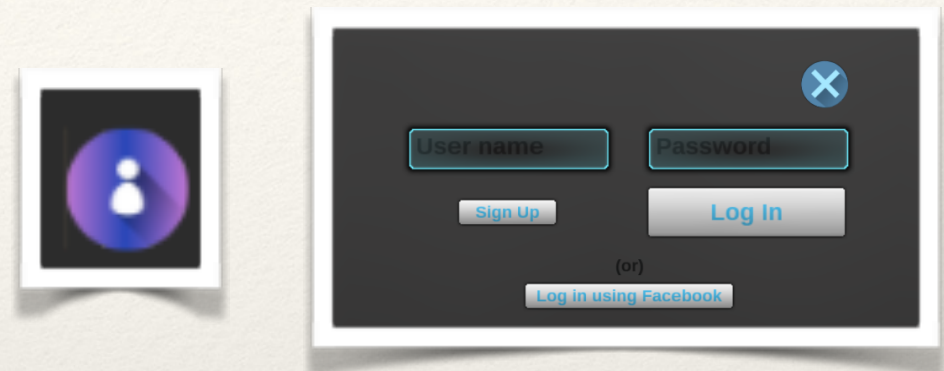 User name
Password
Sign Up
Log In
(or)
Log in using Facebook